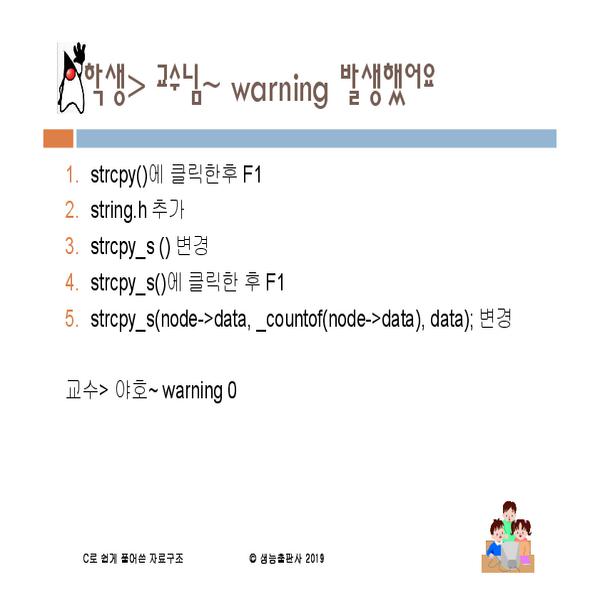 학생> 교수님~ warning 발생했어요
1. strcpy()에 클릭한후 F1
2. string.h 추가
3. strcpy_s () 변경
4. strcpy_s()에 클릭한 후 F1
5. strcpy_s(node->data, _countof(node->data), data); 변경
교수> 야호~ warning 0
C로 쉽게 풀어쓴 자료구조 © 생능출판사 2019